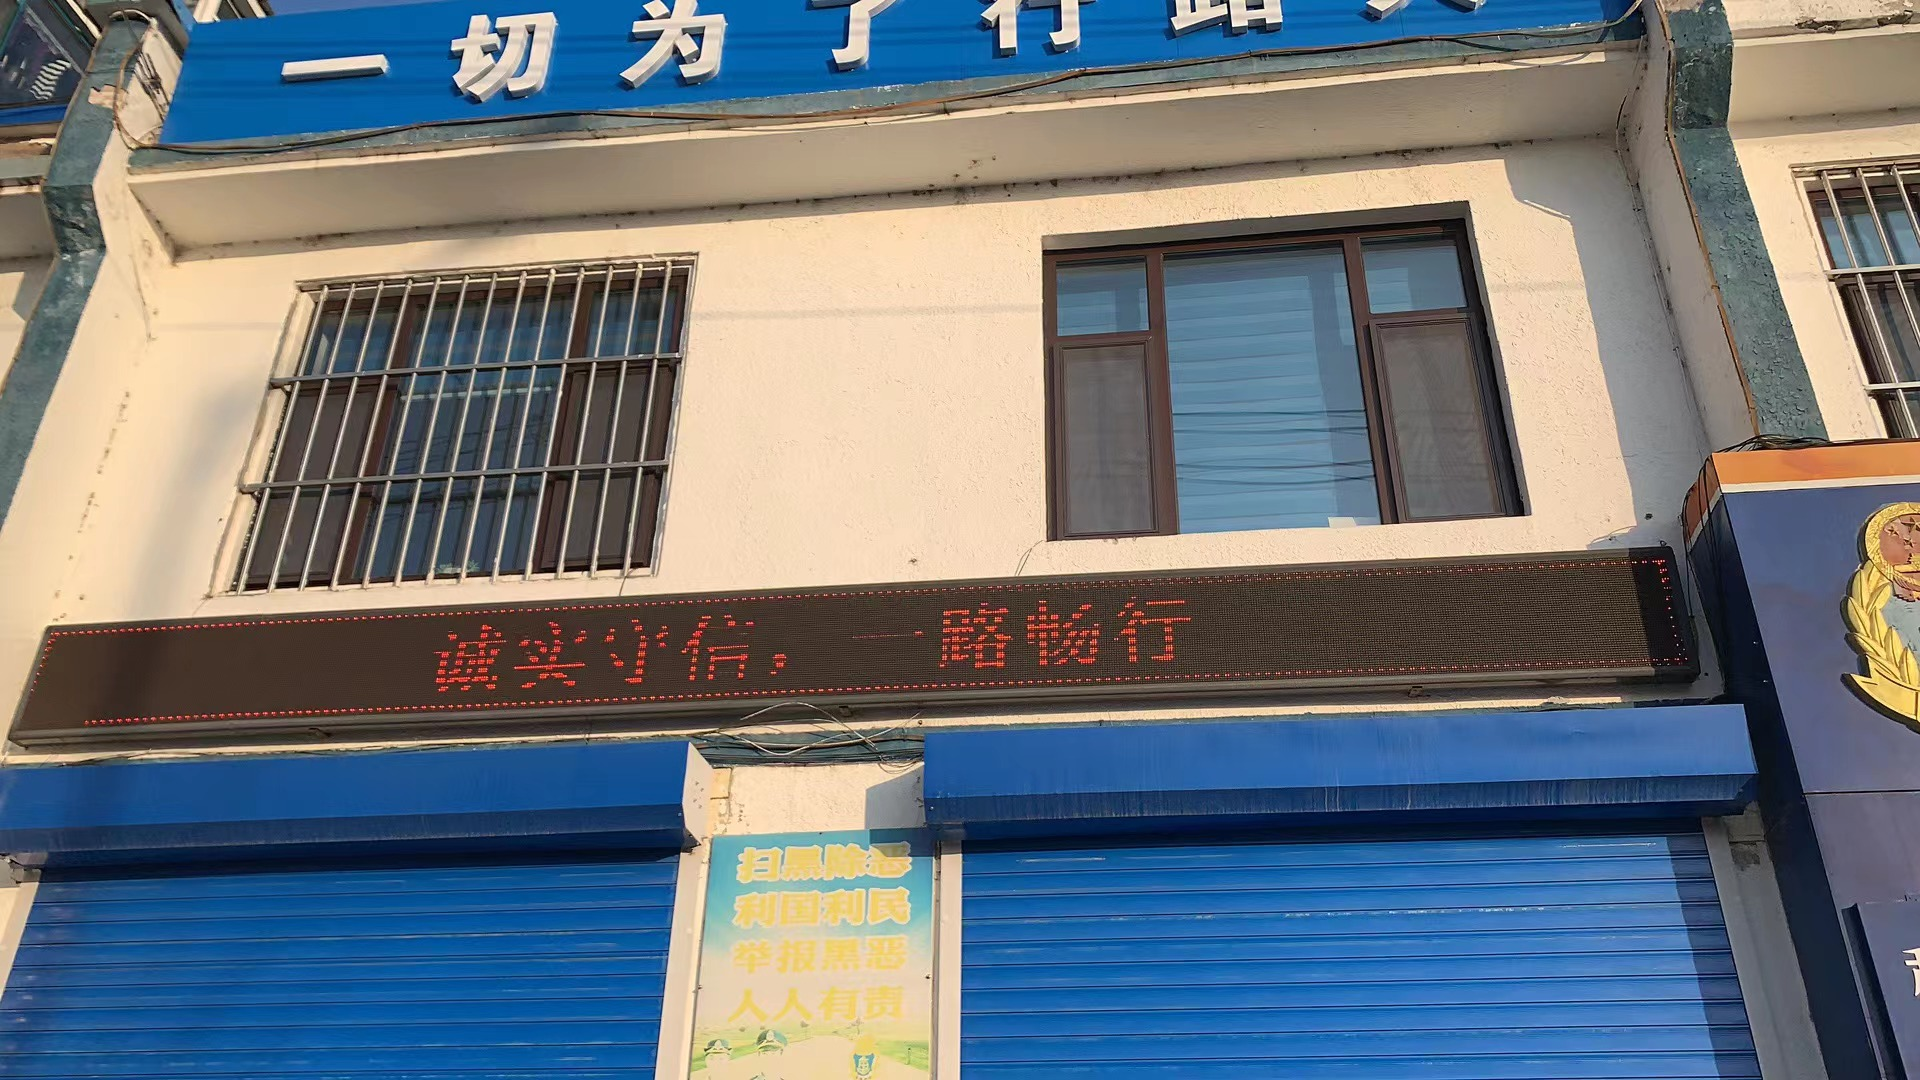 一切为了行路
诚实守信，一路畅行
扫黑除恶
利国利民
举报黑恶
人人有责